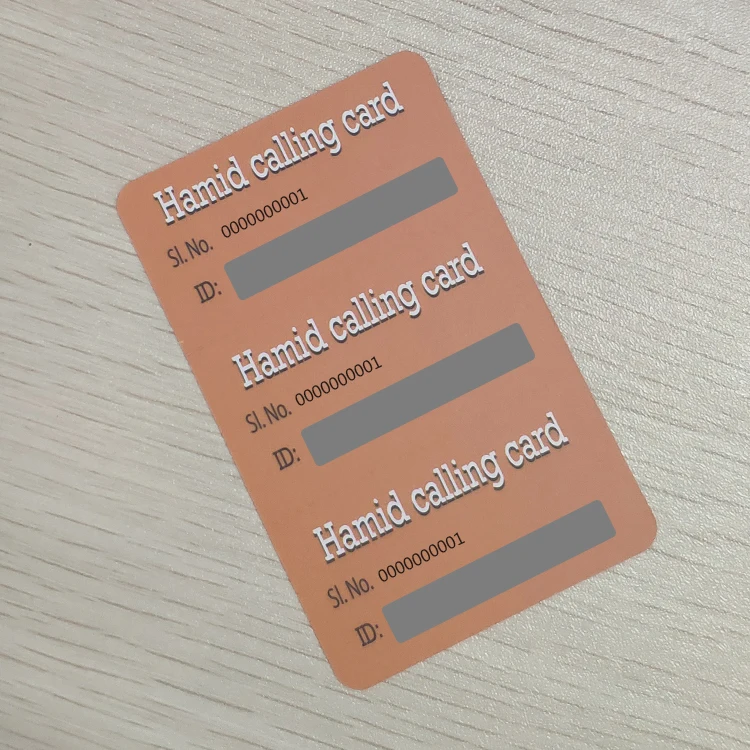 Hamid calling card
Sl. No. 0000000001
ID:
Hamid calling card
Sl. No. 0000000001
ID:
Hamid calling card
Sl. No. 0000000001
ID: